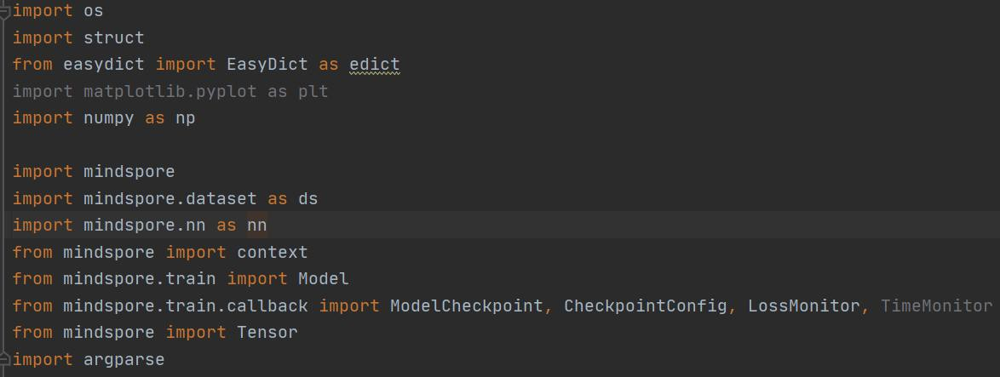 import os
import struct
from easydict import EasyDict as edict
import matplotlib.pyplot as plt
import numpy as np
import mindspore
import mindspore.dataset as ds
import mindspore.nn as nn
from mindspore import context
from mindspore.train import Model
from mindspore.train.callback import ModelCheckpoint, CheckpointConfig, LossMonitor, TimeMonitor
from mindspore import Tensor
import argparse